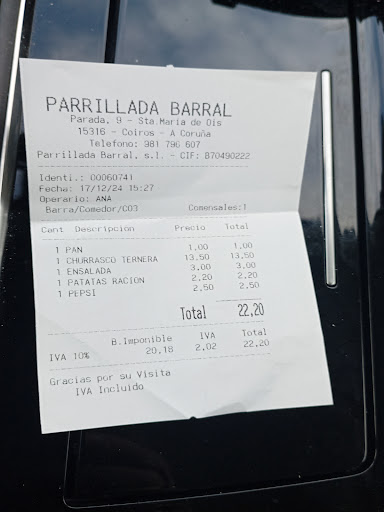 PARRILLADA BARRAL
Parada, 9 - Sta.Maria de Ois
15316 - Coiros - A Coruña
Telefono: 981 796 607
Parrillada Barral, s.l. - CIF: B70490222
Identi.: 00060741
Fecha: 17/12/24 15:27
Operario: ANA
Barra/Comedor/C03 Comensales:1
Cant Descripcion Precio Total
1 PAN 1,00 1,00
1 CHURRASCO TERNERA 13,50 13,50
1 ENSALADA 3,00 3,00
1 PATATAS RACION 2,20 2,20
1 PEPSI 2,50 2,50
Total 22,20
B.Imponible IVA Total
IVA 10% 20,18 2,02 22,20
Gracias por su Visita
IVA Incluido